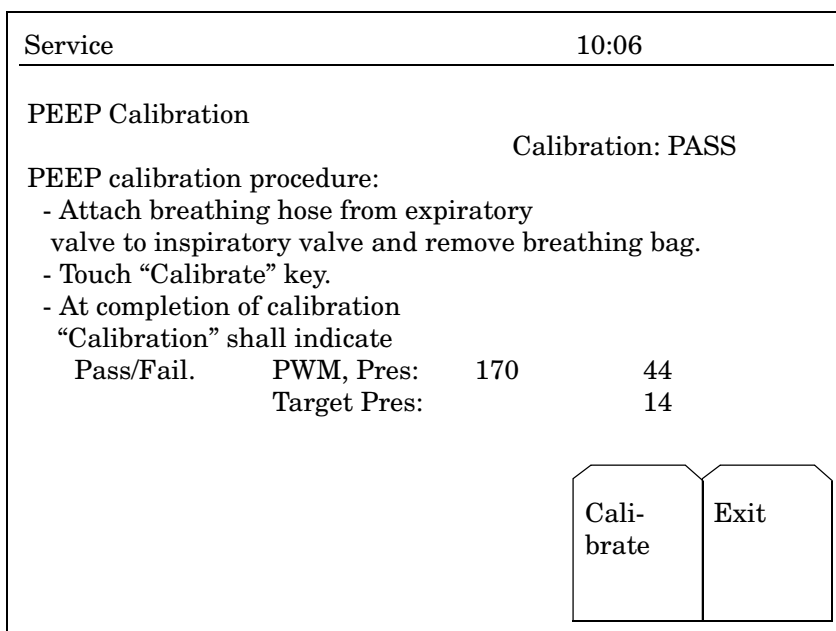 Service 10:06
PEEP Calibration
Calibration: PASS
PEEP calibration procedure:
- Attach breathing hose from expiratory
valve to inspiratory valve and remove breathing bag.
- Touch “Calibrate” key.
- At completion of calibration
“Calibration” shall indicate
Pass/Fail. PWM, Pres: 170 44
Target Pres: 14
Cali-
brate
Exit